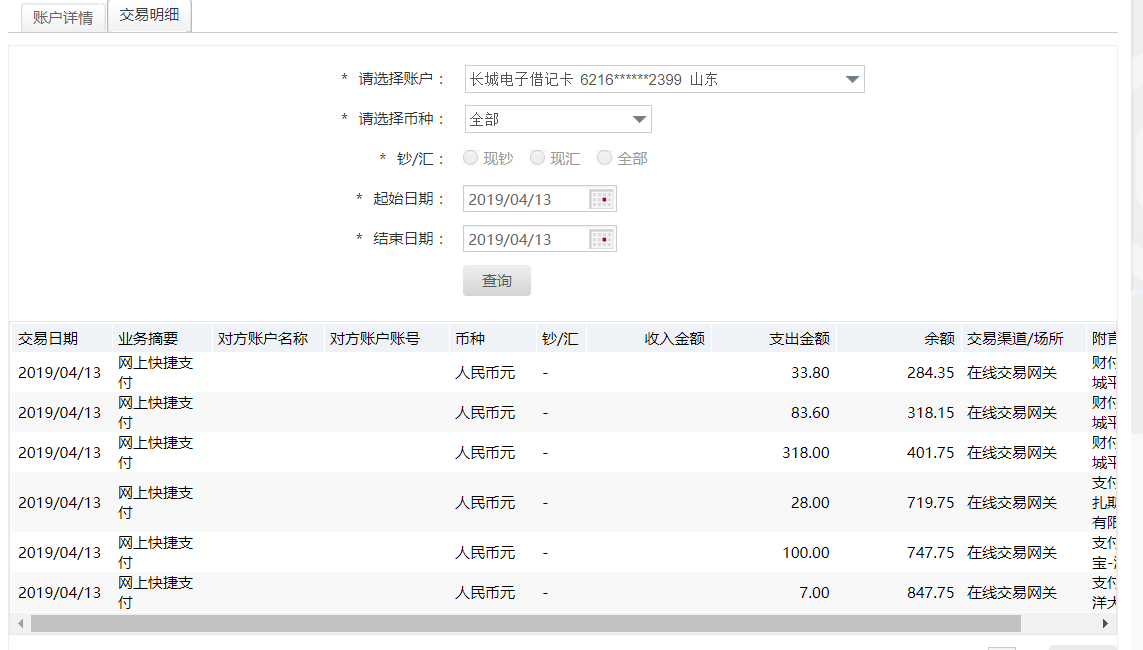 账户详情 交易明细
* 请选择账户： 长城电子借记卡 6216******2399 山东
* 请选择币种： 全部
* 钞/汇： 现钞 现汇 全部
* 起始日期： 2019/04/13
* 结束日期： 2019/04/13
查询
交易日期 业务摘要 对方账户名称 对方账户账号 币种 钞/汇 收入金额 支出金额 余额 交易渠道/场所 附言
2019/04/13 网上快捷支付 人民币元 - 33.80 284.35 在线交易网关 财付 城平
2019/04/13 网上快捷支付 人民币元 - 83.60 318.15 在线交易网关 财付 城平
2019/04/13 网上快捷支付 人民币元 - 318.00 401.75 在线交易网关 财付 城平
2019/04/13 网上快捷支付 人民币元 - 28.00 719.75 在线交易网关 支付 扎斯 有限
2019/04/13 网上快捷支付 人民币元 - 100.00 747.75 在线交易网关 支付 宝-
2019/04/13 网上快捷支付 人民币元 - 7.00 847.75 在线交易网关 支付 洋大